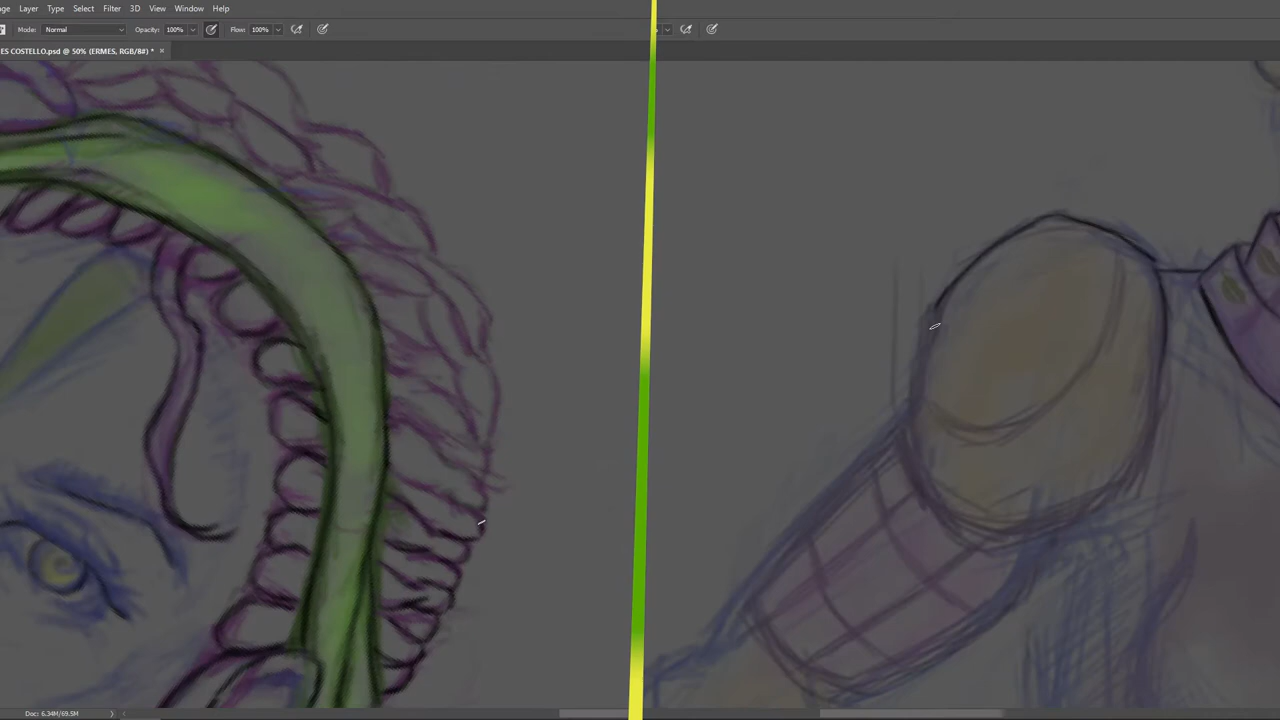 ge Layer Type Select Filter 3D View Window Help
Mode: Normal Opacity: 100% Flow: 100%
ES COSTELLO.psd @ 50% (ERMES, RGB/8#) * ×
Doc: 6.34M/69.5M